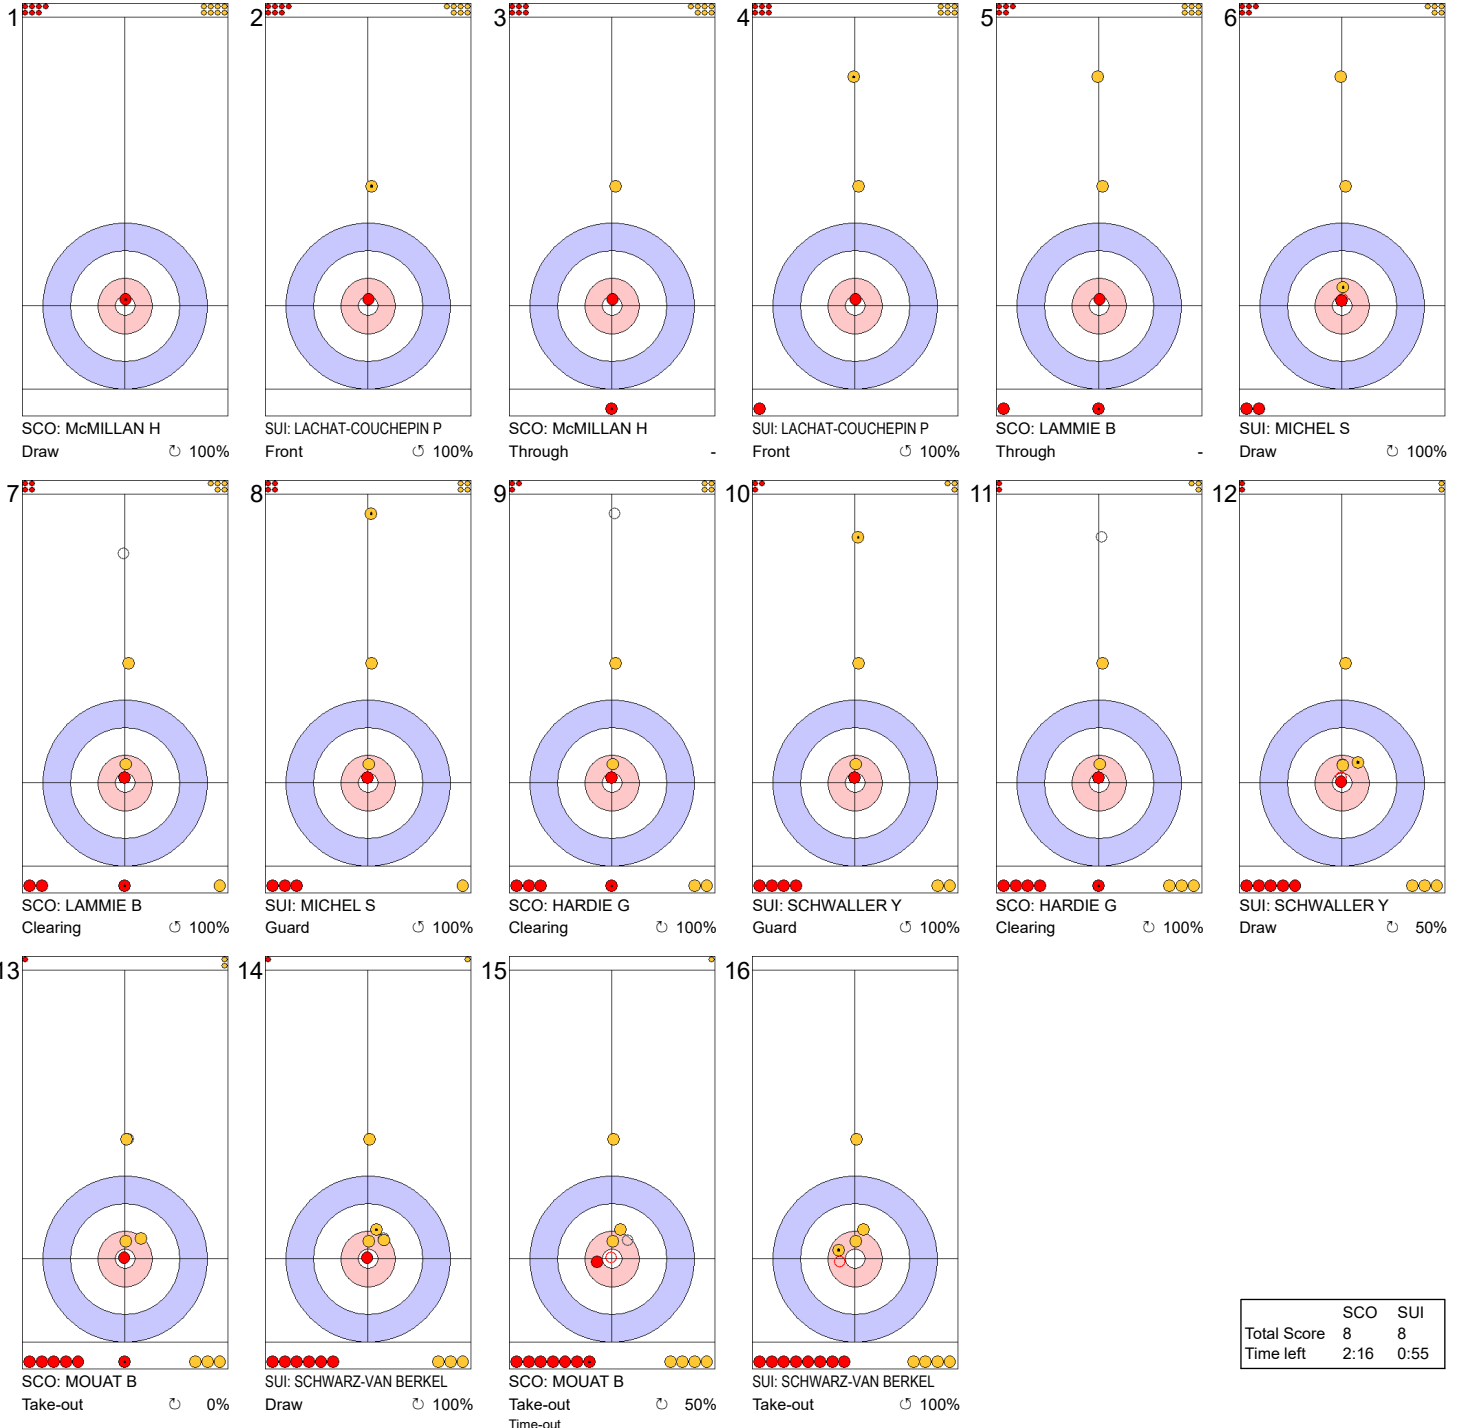 1
2
3
4
5
6
SCO: McMILLAN H
Draw ↻ 100%
SUI: LACHAT-COUCHEPIN P
Front ↺ 100%
SCO: McMILLAN H
Through -
SUI: LACHAT-COUCHEPIN P
Front ↺ 100%
SCO: LAMMIE B
Through -
SUI: MICHEL S
Draw ↻ 100%
7
8
9
10
11
12
SCO: LAMMIE B
Clearing ↺ 100%
SUI: MICHEL S
Guard ↺ 100%
SCO: HARDIE G
Clearing ↻ 100%
SUI: SCHWALLER Y
Guard ↺ 100%
SCO: HARDIE G
Clearing ↻ 100%
SUI: SCHWALLER Y
Draw ↻ 50%
13
14
15
16
SCO: MOUAT B
Take-out ↻ 0%
SUI: SCHWARZ-VAN BERKEL
Draw ↺ 100%
SCO: MOUAT B
Take-out ↻ 50%
Time-out
SUI: SCHWARZ-VAN BERKEL
Take-out ↺ 100%
SCO SUI
Total Score 8 8
Time left 2:16 0:55